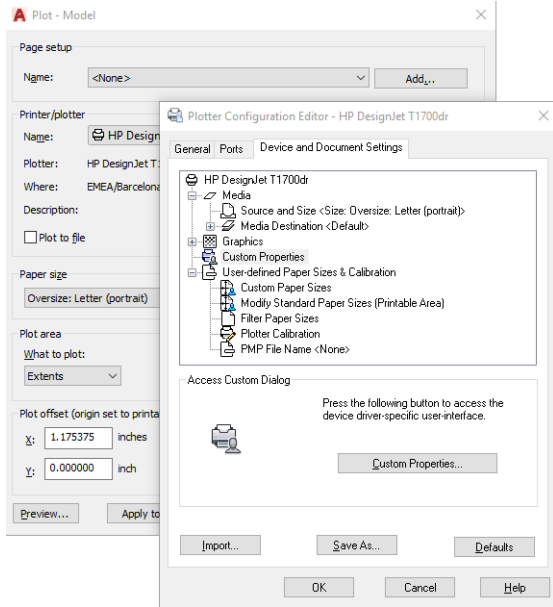 Plot - Model
Page setup
Name:
<None>
Add...
Printer/plotter
Name:
HP Design
Plotter:
HP DesignJet T1
Where:
EMEA/Barcelona
Description:
Plot to file
Paper size
Oversize: Letter (portrait)
Plot area
What to plot:
Extents
Plot offset (origin set to printa
X:
1.175375
inches
Y:
0.000000
inch
Preview...
Apply to
Plotter Configuration Editor - HP DesignJet T1700dr
General
Ports
Device and Document Settings
HP DesignJet T1700dr
Media
Source and Size <Size: Oversize: Letter (portrait)>
Media Destination <Default>
Graphics
Custom Properties
User-defined Paper Sizes & Calibration
Custom Paper Sizes
Modify Standard Paper Sizes (Printable Area)
Filter Paper Sizes
Plotter Calibration
PMP File Name <None>
Access Custom Dialog
Press the following button to access the
device driver-specific user-interface.
Custom Properties...
Import...
Save As...
Defaults
OK
Cancel
Help